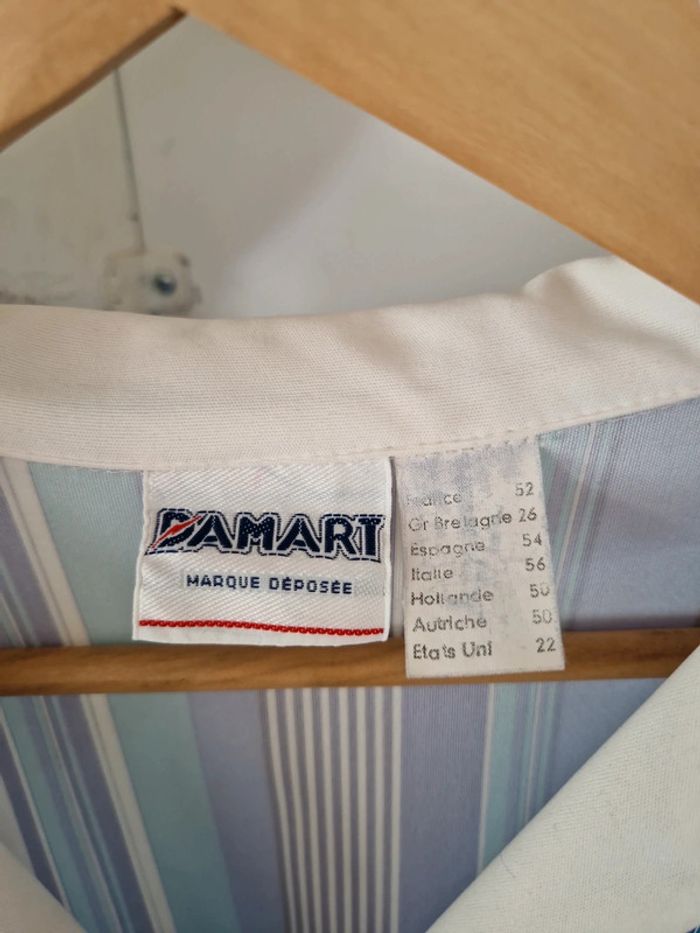 DAMART
MARQUE DÉPOSÉE
France 52
Gr Bretagne 26
Espagne 54
Italie 56
Hollande 50
Autriche 50
Etats Uni 22